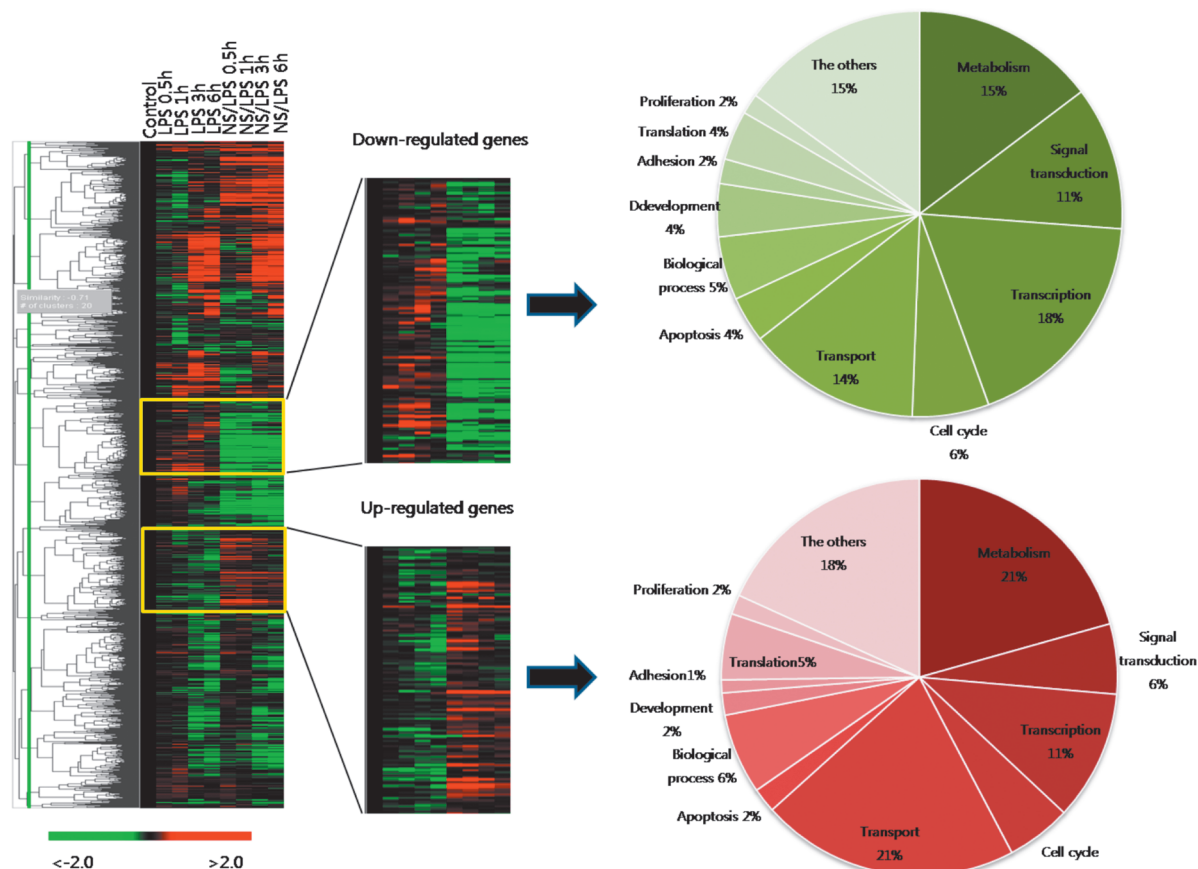 Control
LPS 0.5h
LPS 1h
LPS 3h
LPS 6h
NS/LPS 0.5h
NS/LPS 1h
NS/LPS 3h
NS/LPS 6h
Similarity : -0.71
# of clusters : 20
<-2.0
>2.0
Down-regulated genes
Up-regulated genes
The others
15%
Metabolism
15%
Proliferation 2%
Translation 4%
Adhesion 2%
Signal
transduction
11%
Ddevelopment
4%
Biological
process 5%
Transcription
18%
Apoptosis 4%
Transport
14%
Cell cycle
6%
The others
18%
Metabolism
21%
Proliferation 2%
Signal
transduction
6%
Translation5%
Adhesion1%
Development
2%
Transcription
11%
Biological
process 6%
Apoptosis 2%
Transport
21%
Cell cycle